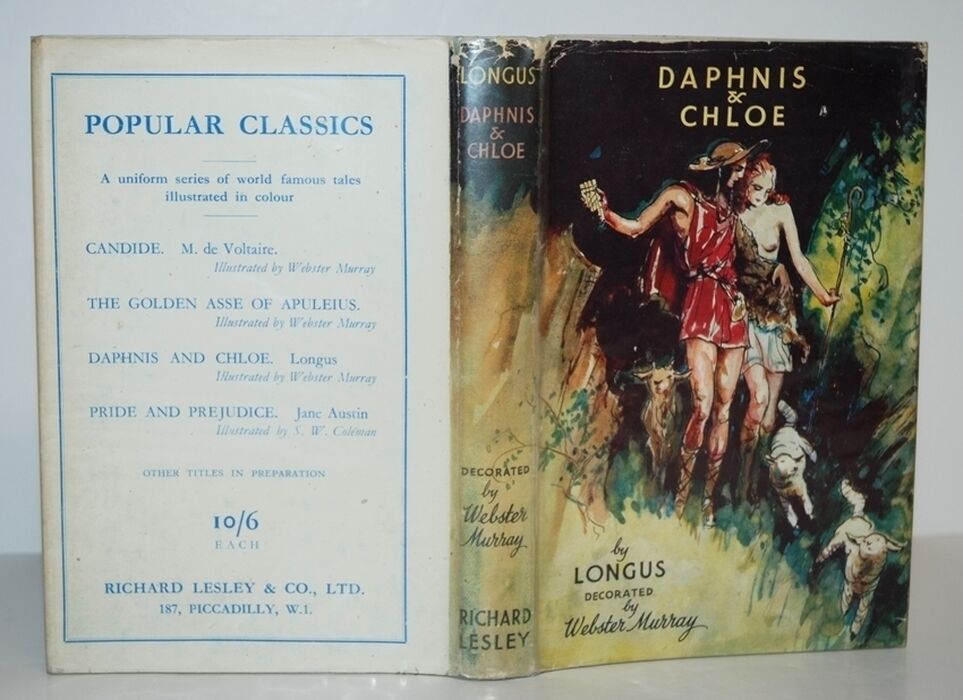 POPULAR CLASSICS
A uniform series of world famous tales
illustrated in colour
CANDIDE. M. de Voltaire.
Illustrated by Webster Murray
THE GOLDEN ASSE OF APULEIUS.
Illustrated by Webster Murray
DAPHNIS AND CHLOE. Longus
Illustrated by Webster Murray
PRIDE AND PREJUDICE. Jane Austin
Illustrated by S. W. Coleman
OTHER TITLES IN PREPARATION
10/6
EACH
RICHARD LESLEY & CO., LTD.
187, PICCADILLY, W.1.
LONGUS
DAPHNIS
&
CHLOE
DECORATED
by
Webster
Murray
RICHARD
LESLEY
DAPHNIS
&
CHLOE
by
LONGUS
DECORATED
by
Webster Murray